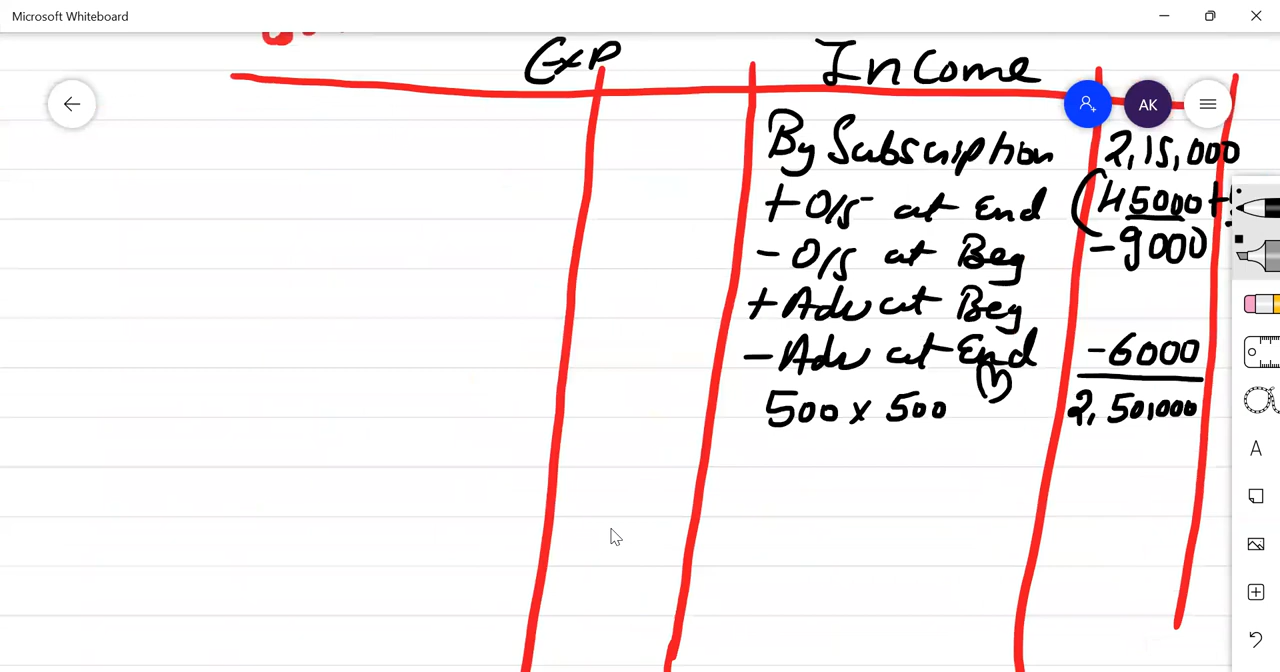 Microsoft Whiteboard
Exp Income
AK
By Subscription 2,15,000
+ O/S at End (45000+
- O/S at Beg -9000
+ Adv at Beg
- Adv at End -6000
500 x 500 2,50,000
A